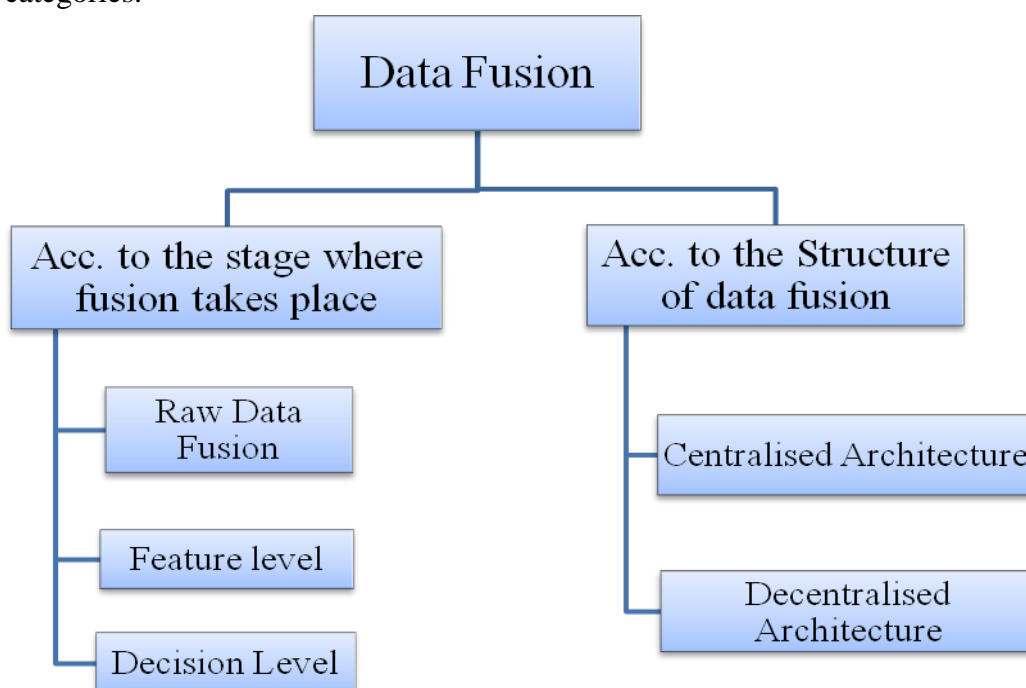 categories.
Data Fusion
Acc. to the stage where
fusion takes place
Raw Data
Fusion
Feature level
Decision Level
Acc. to the Structure
of data fusion
Centralised Architecture
Decentralised
Architecture